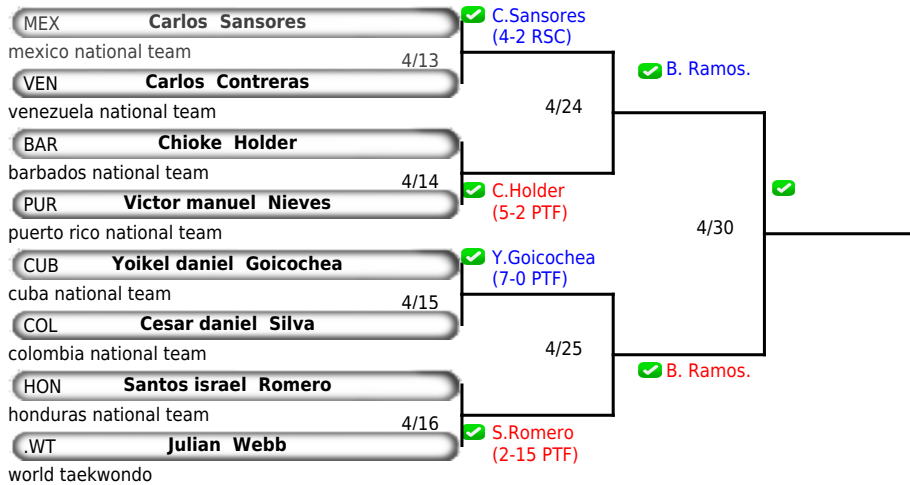 MEX Carlos Sansores
mexico national team
4/13
VEN Carlos Contreras
venezuela national team
BAR Chioke Holder
barbados national team
4/14
PUR Victor manuel Nieves
puerto rico national team
CUB Yoikel daniel Goicochea
cuba national team
4/15
COL Cesar daniel Silva
colombia national team
HON Santos israel Romero
honduras national team
4/16
.WT Julian Webb
world taekwondo
C.Sansores
(4-2 RSC)
4/24
C.Holder
(5-2 PTF)
Y.Goicochea
(7-0 PTF)
4/25
S.Romero
(2-15 PTF)
B. Ramos.
4/30
B. Ramos.